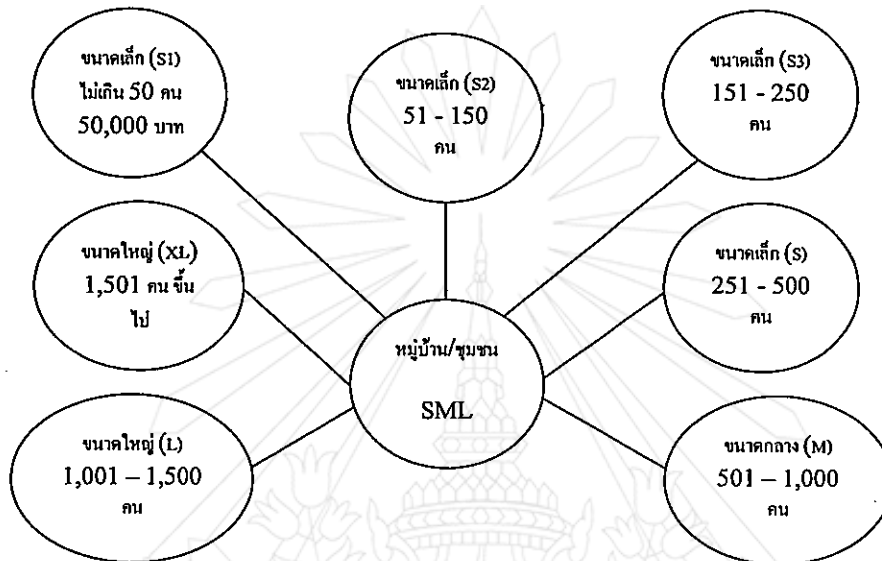 ขนาดเล็ก (S1)
ไม่เกิน 50 คน
50,000 บาท
ขนาดเล็ก (S2)
51 - 150
คน
ขนาดเล็ก (S3)
151 - 250
คน
ขนาดใหญ่ (XL)
1,501 คน ขึ้น
ไป
ขนาดเล็ก (S)
251 - 500
คน
หมู่บ้าน/ชุมชน
SML
ขนาดใหญ่ (L)
1,001 – 1,500
คน
ขนาดกลาง (M)
501 – 1,000
คน